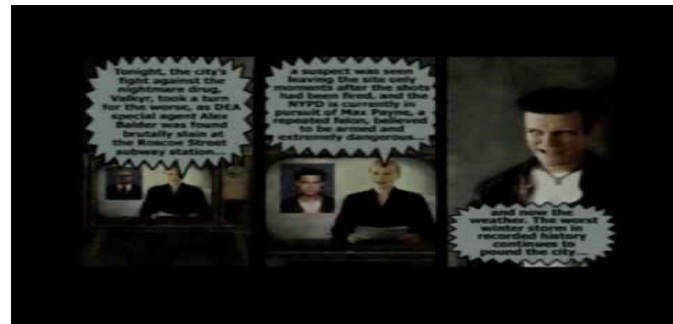 Tonight, the city's
fight against the
nightmare drug,
Valkyr, took a turn
for the worse, as DEA
special agent Alex
Balder was found
brutally slain at
the Roscoe Street
subway station...
a suspect was seen
leaving the site only
moments after the shots
had been fired, and the
NYPD is currently in
pursuit of Max Payne, a
repeated felon, believed
to be armed and
extremely dangerous...
and now the
weather. The worst
winter storm in
recorded history
continues to
pound the city...